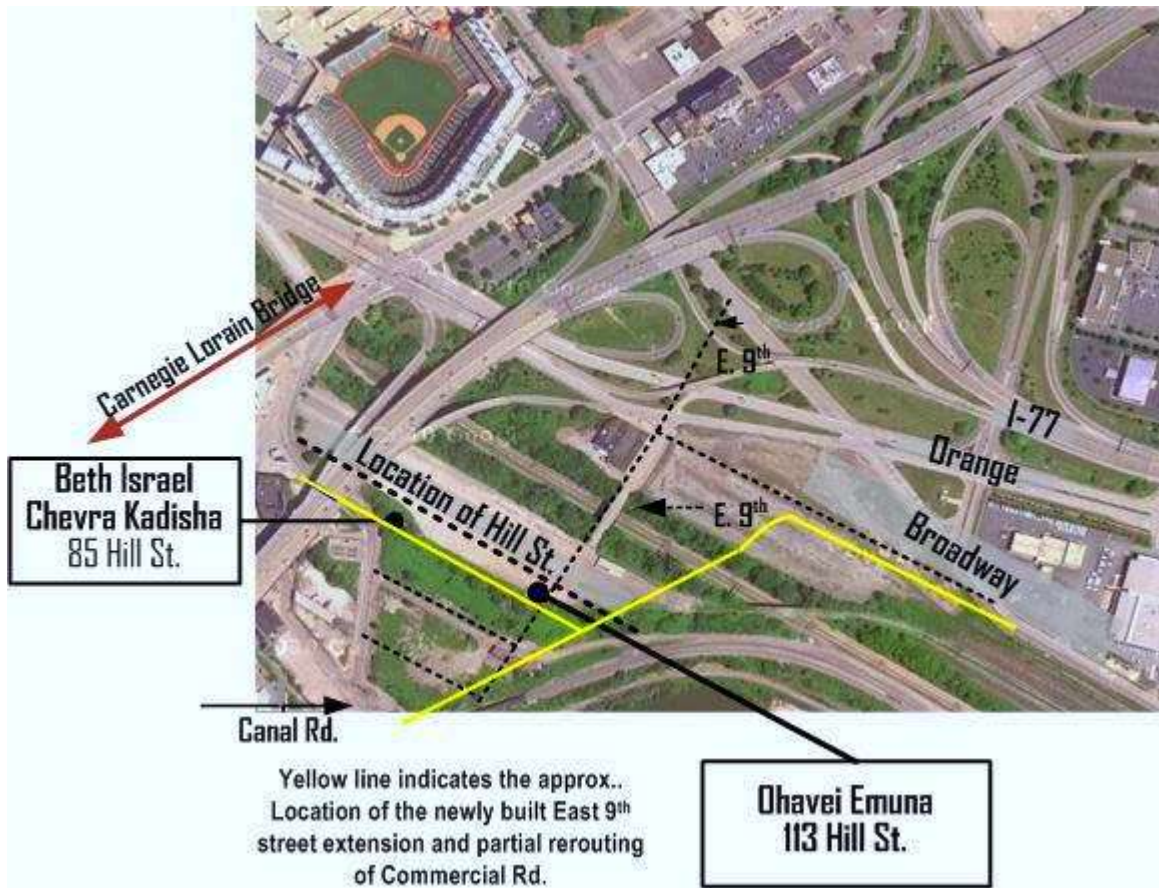 Carnegie Lorain Bridge
E. 9th
I-77
Orange
Location of Hill St.
E. 9th
Broadway
Beth Israel
Chevra Kadisha
85 Hill St.
Canal Rd.
Yellow line indicates the approx..
Location of the newly built East 9th
street extension and partial rerouting
of Commercial Rd.
Ohavei Emuna
113 Hill St.